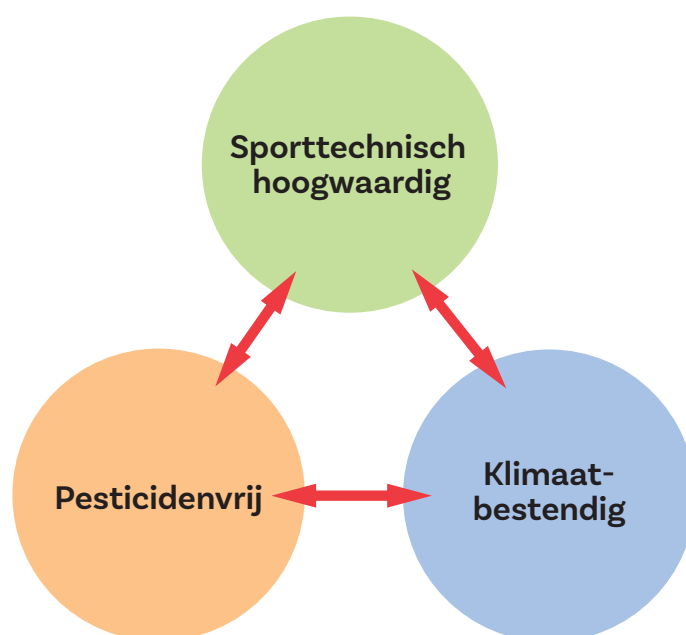 Sporttechnisch
hoogwaardig
Pesticidenvrij
Klimaat-
bestendig